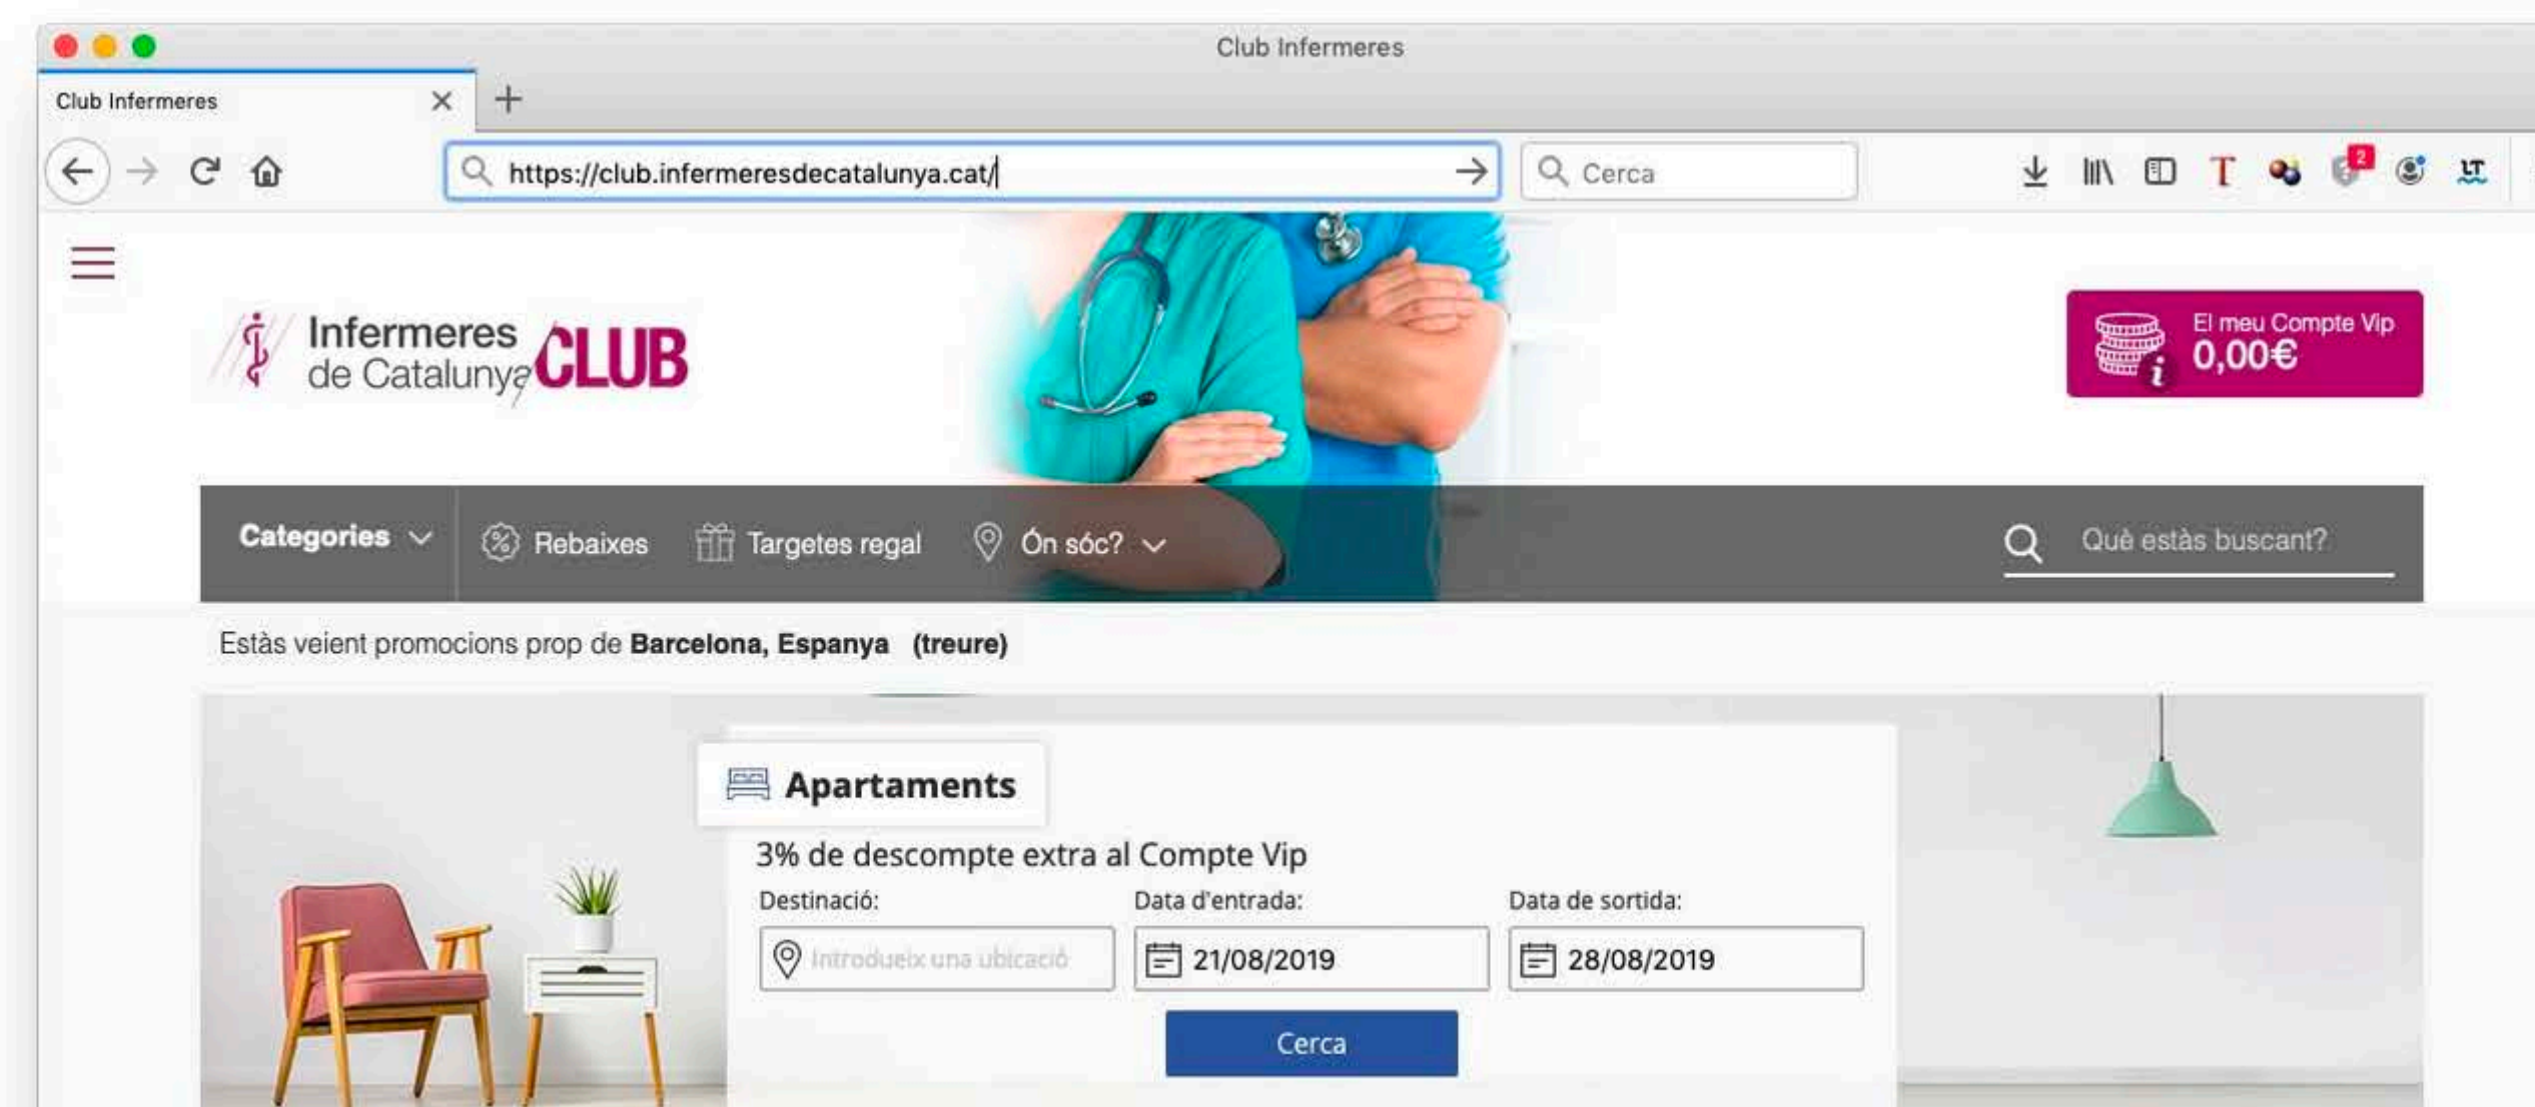 Club Infermeres
Club Infermeres
https://club.infermeresdecatalunya.cat/
Cerca
T
2
LT
Infermeres
de Catalunya CLUB
El meu Compte Vip
0,00€
i
Categories
% Rebaixes
Targetes regal
Ón sóc?
Què estàs buscant?
Estàs veient promocions prop de Barcelona, Espanya (treure)
Apartaments
3% de descompte extra al Compte Vip
Destinació:
Data d'entrada:
Data de sortida:
Introdueix una ubicació
21/08/2019
28/08/2019
Cerca